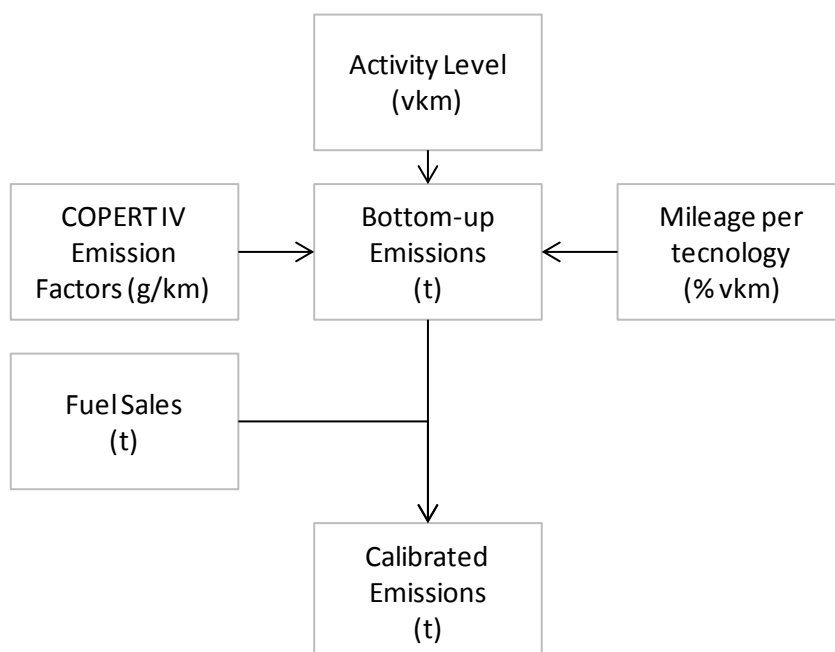 Activity Level
(vkm)
COPERT IV
Emission
Factors (g/km)
Bottom-up
Emissions
(t)
Mileage per
tecnology
(% vkm)
Fuel Sales
(t)
Calibrated
Emissions
(t)